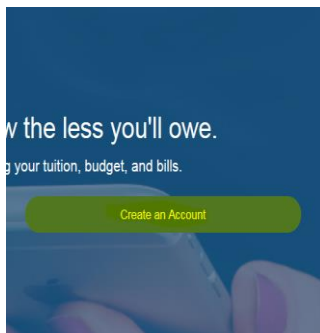 the less you'll owe.
your tuition, budget, and bills.
Create an Account